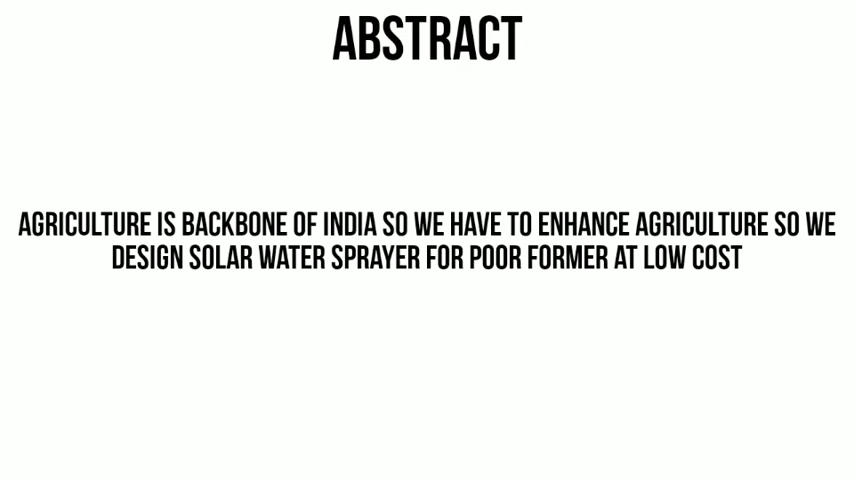 ABSTRACT
AGRICULTURE IS BACKBONE OF INDIA SO WE HAVE TO ENHANCE AGRICULTURE SO WE
DESIGN SOLAR WATER SPRAYER FOR POOR FORMER AT LOW COST